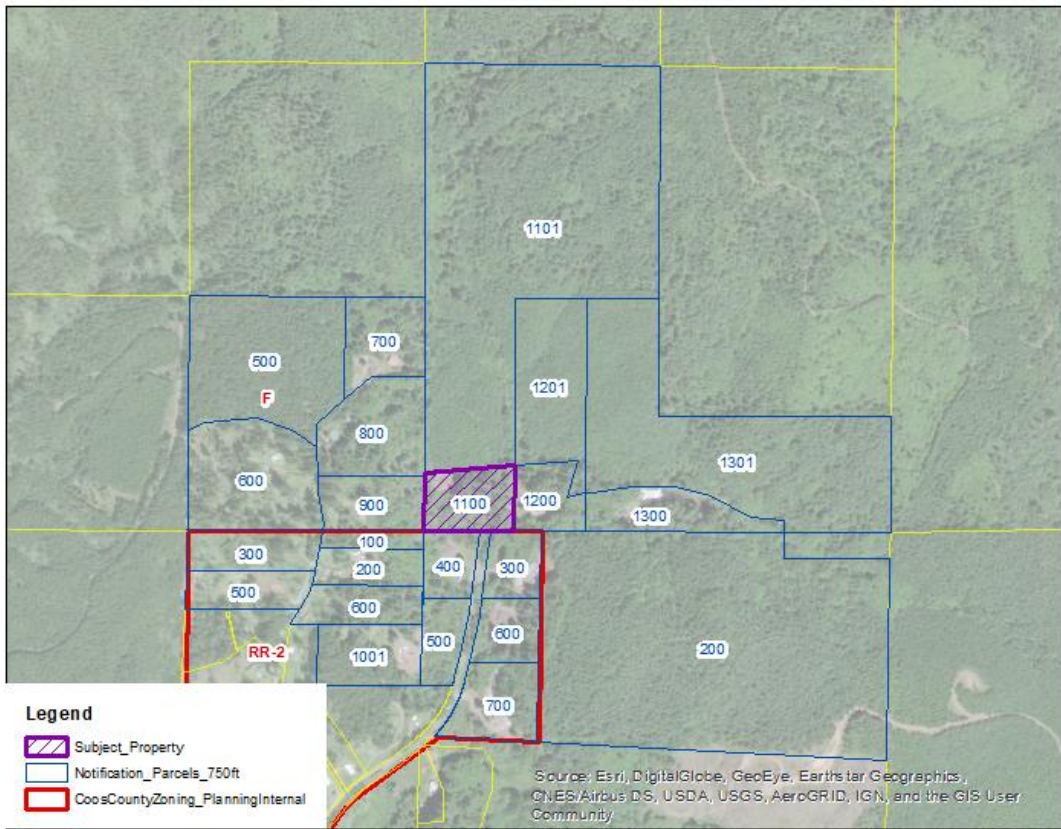 1101
700
500
F
1201
800
1301
600
1100
1200
900
1300
100
300
400
300
200
500
600
600
500
200
RR-2
1001
700
Legend
Subject_Property
Notification_Parcels_750ft
CoosCountyZoning_PlanningInternal
Source: Esri, DigitalGlobe, GeoEye, Earthstar Geographics,
CNES/Airbus DS, USDA, USGS, AeroGRID, IGN, and the GIS User
Community